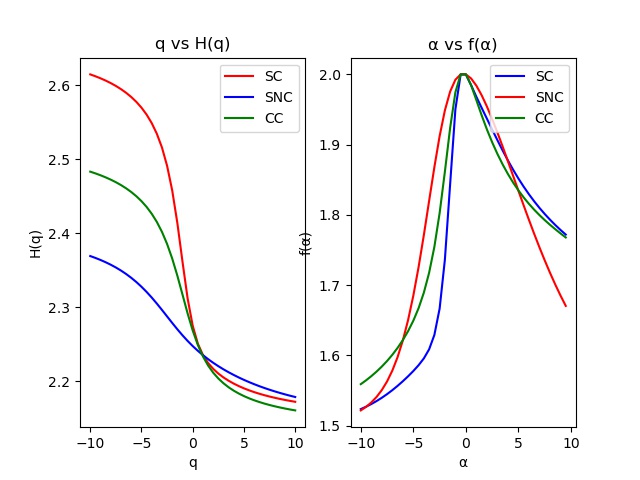 q vs H(q)
H(q)
2.6
2.5
2.4
2.3
2.2
SC
SNC
CC
−10
−5
0
5
10
q
α vs f(α)
f(α)
2.0
1.9
1.8
1.7
1.6
1.5
SC
SNC
CC
−10
−5
0
5
10
α